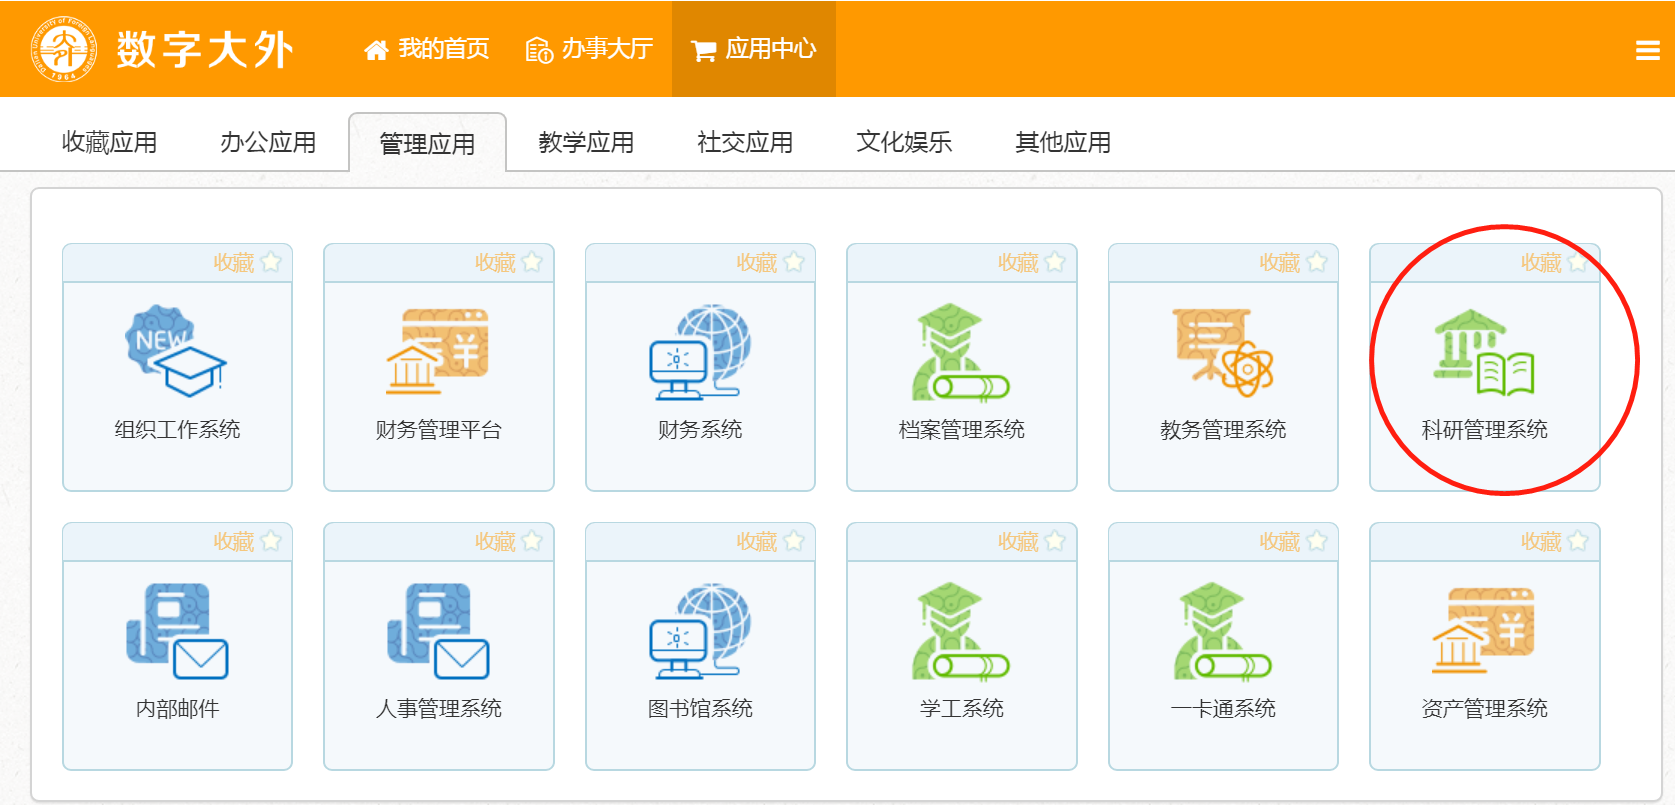 数字大外 我的首页 办事大厅 应用中心
Dalian University of Foreign Languages
1964
收藏应用 办公应用 管理应用 教学应用 社交应用 文化娱乐 其他应用
收藏 收藏 收藏 收藏 收藏 收藏
NEW
组织工作系统 财务管理平台 财务系统 档案管理系统 教务管理系统 科研管理系统
收藏 收藏 收藏 收藏 收藏 收藏
内部邮件 人事管理系统 图书馆系统 学工系统 一卡通系统 资产管理系统